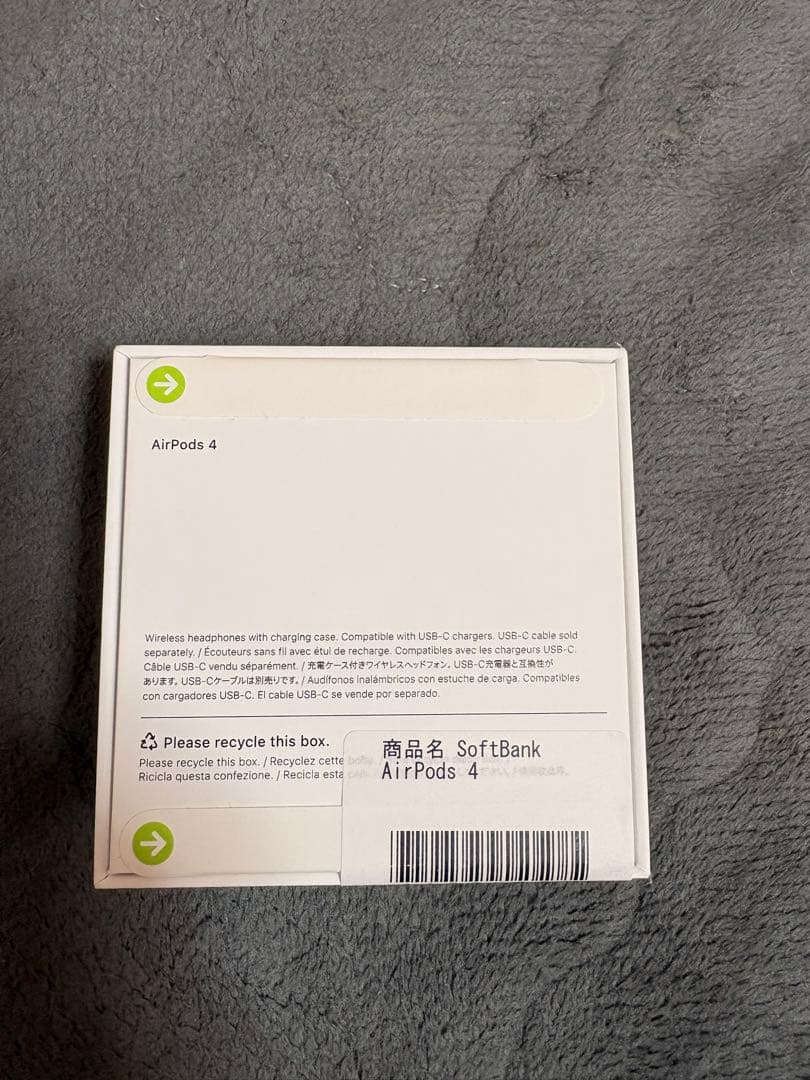 AirPods 4
Wireless headphones with charging case. Compatible with USB-C chargers. USB-C cable sold
separately. / Écouteurs sans fil avec étui de recharge. Compatibles avec les chargeurs USB-C.
Câble USB-C vendu séparément. / 充電ケース付きワイヤレスヘッドフォン。USB-C充電器と互換性が
あります。USB-Cケーブルは別売りです。/ Audífonos inalámbricos con estuche de carga. Compatibles
con cargadores USB-C. El cable USB-C se vende por separado.
Please recycle this box.
Please recycle this box. / Recyclez cette
Ricicla questa confezione. / Recicla esta
商品名 SoftBank
AirPods 4